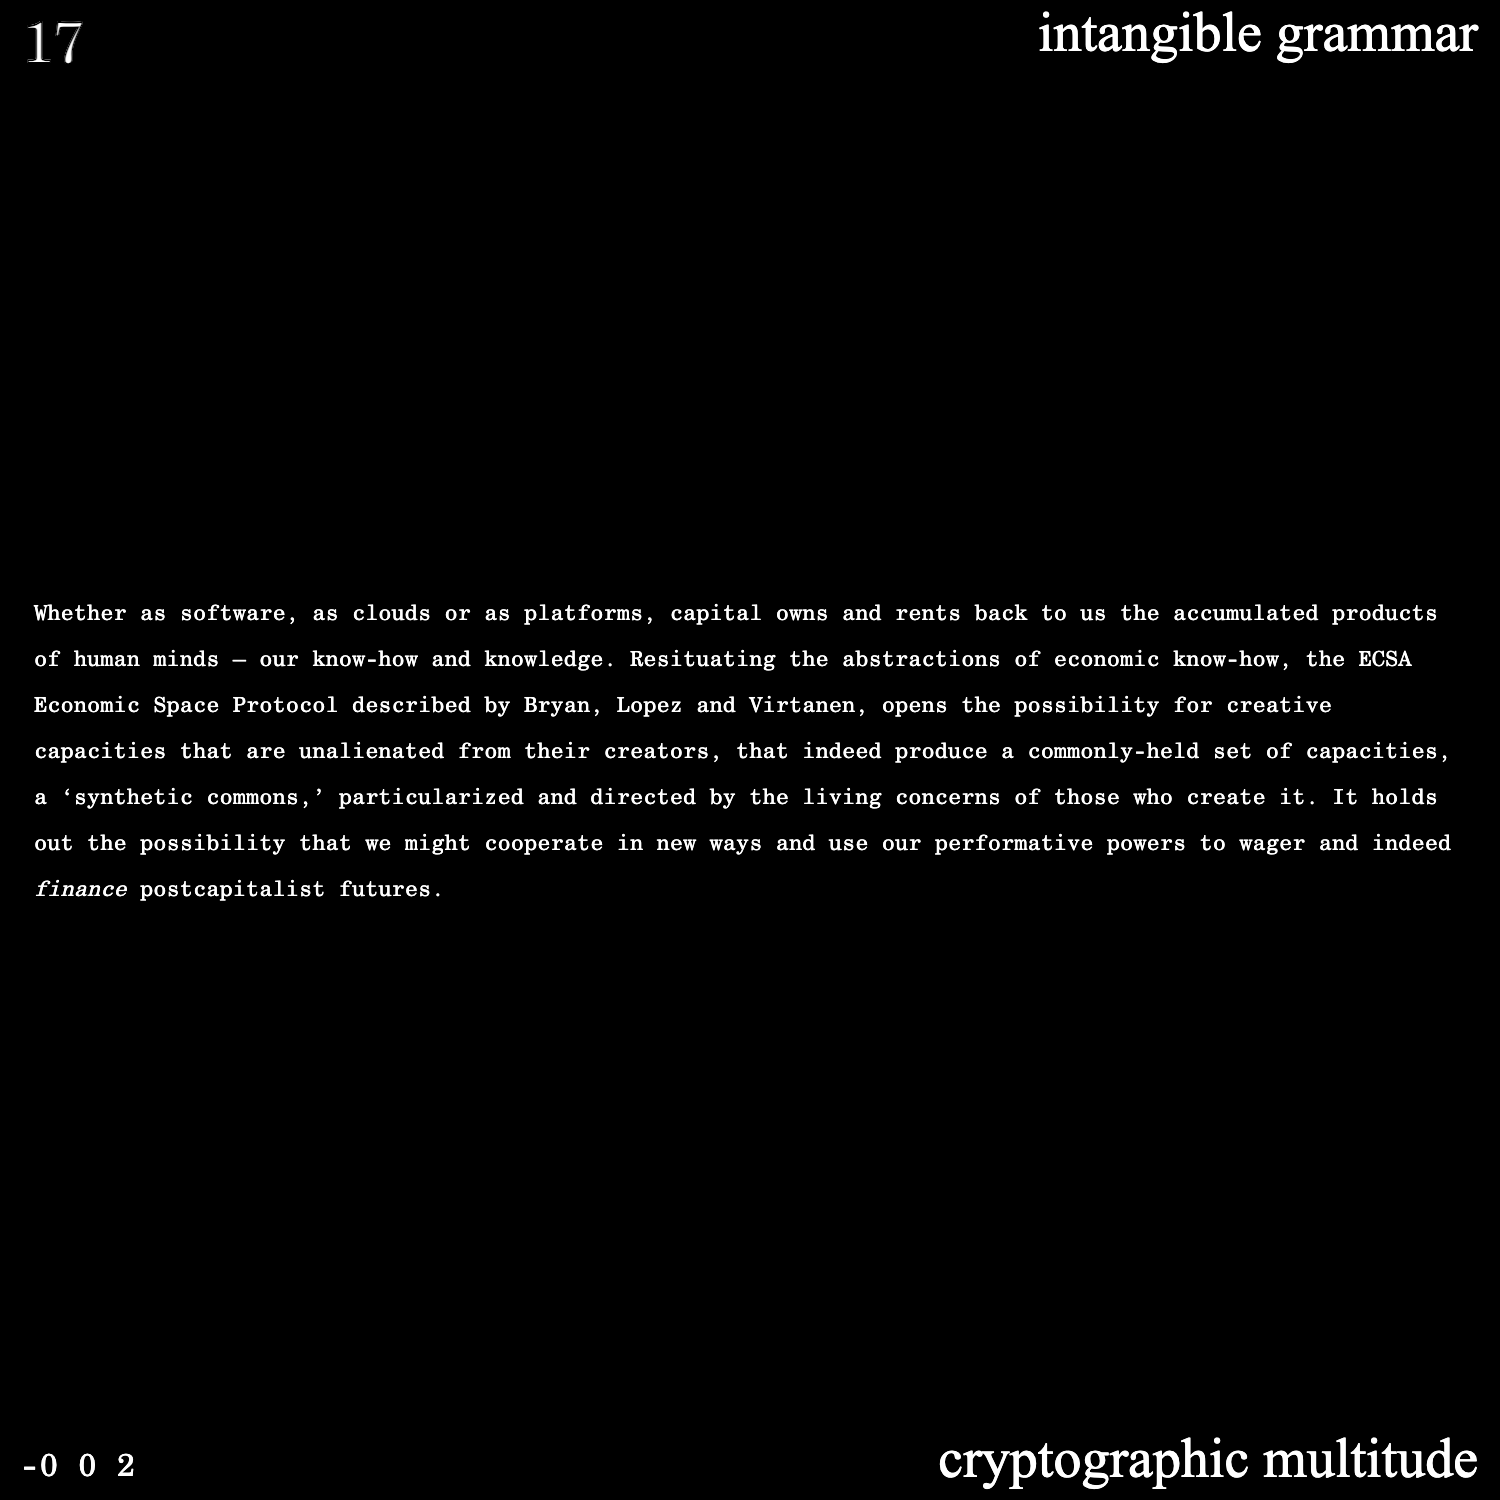 17
intangible grammar
Whether as software, as clouds or as platforms, capital owns and rents back to us the accumulated products
of human minds — our know-how and knowledge. Resituating the abstractions of economic know-how, the ECSA
Economic Space Protocol described by Bryan, Lopez and Virtanen, opens the possibility for creative
capacities that are unalienated from their creators, that indeed produce a commonly-held set of capacities,
a ‘synthetic commons,’ particularized and directed by the living concerns of those who create it. It holds
out the possibility that we might cooperate in new ways and use our performative powers to wager and indeed
finance postcapitalist futures.
-0 0 2
cryptographic multitude